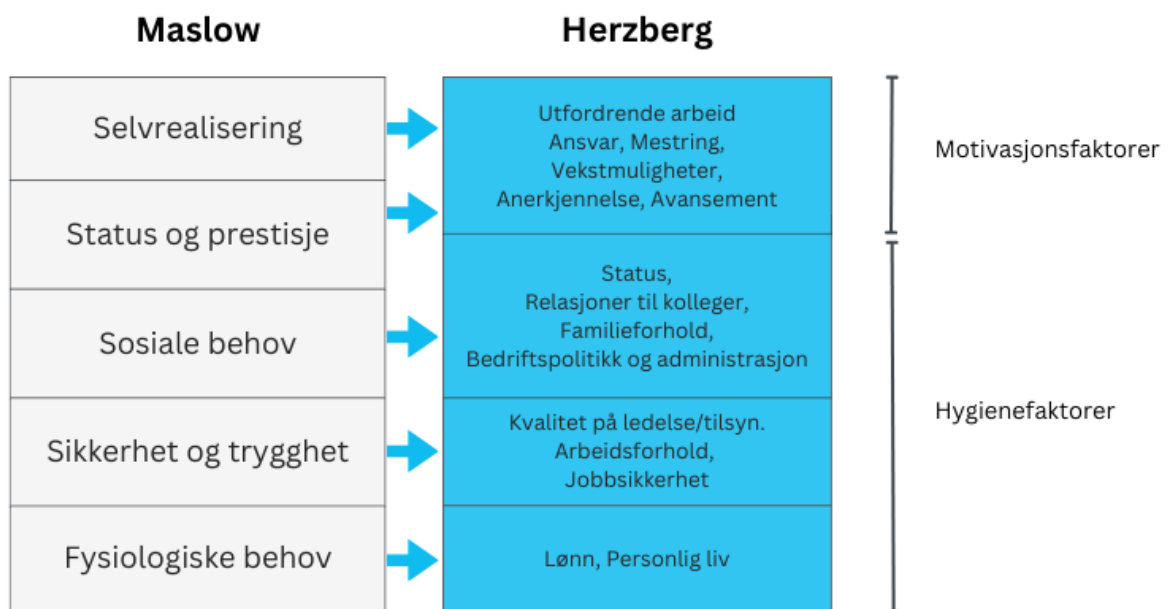 Maslow
Herzberg
Selvrealisering
Status og prestisje
Sosiale behov
Sikkerhet og trygghet
Fysiologiske behov
Utfordrende arbeid
Ansvar, Mestring,
Vekstmuligheter,
Anerkjennelse, Avansement
Status,
Relasjoner til kolleger,
Familieforhold,
Bedriftspolitikk og administrasjon
Kvalitet på ledelse/tilsyn.
Arbeidsforhold,
Jobbsikkerhet
Lønn, Personlig liv
Motivasjonsfaktorer
Hygienefaktorer